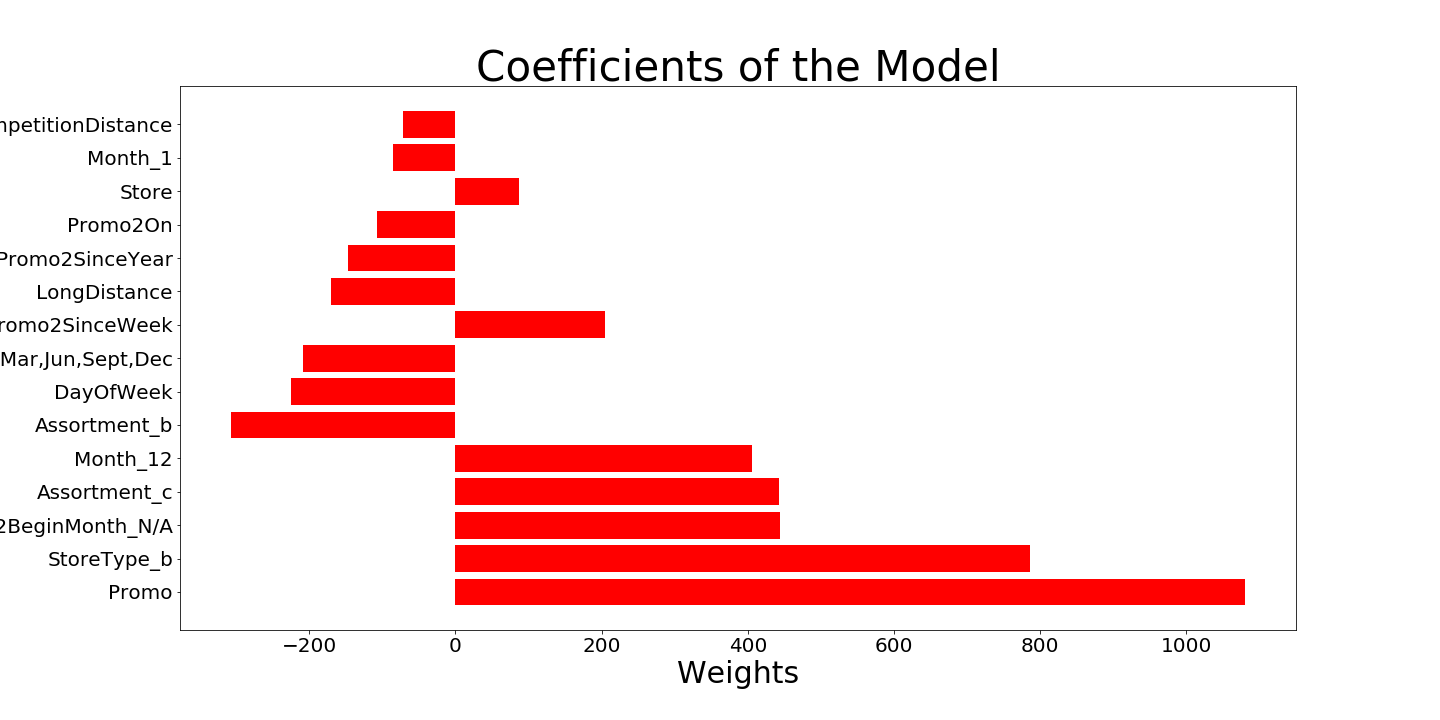 Coefficients of the Model
mpetitionDistance
Month_1
Store
Promo2On
Promo2SinceYear
LongDistance
romo2SinceWeek
Mar,Jun,Sept,Dec
DayOfWeek
Assortment_b
Month_12
Assortment_c
2BeginMonth_N/A
StoreType_b
Promo
−200 0 200 400 600 800 1000
Weights